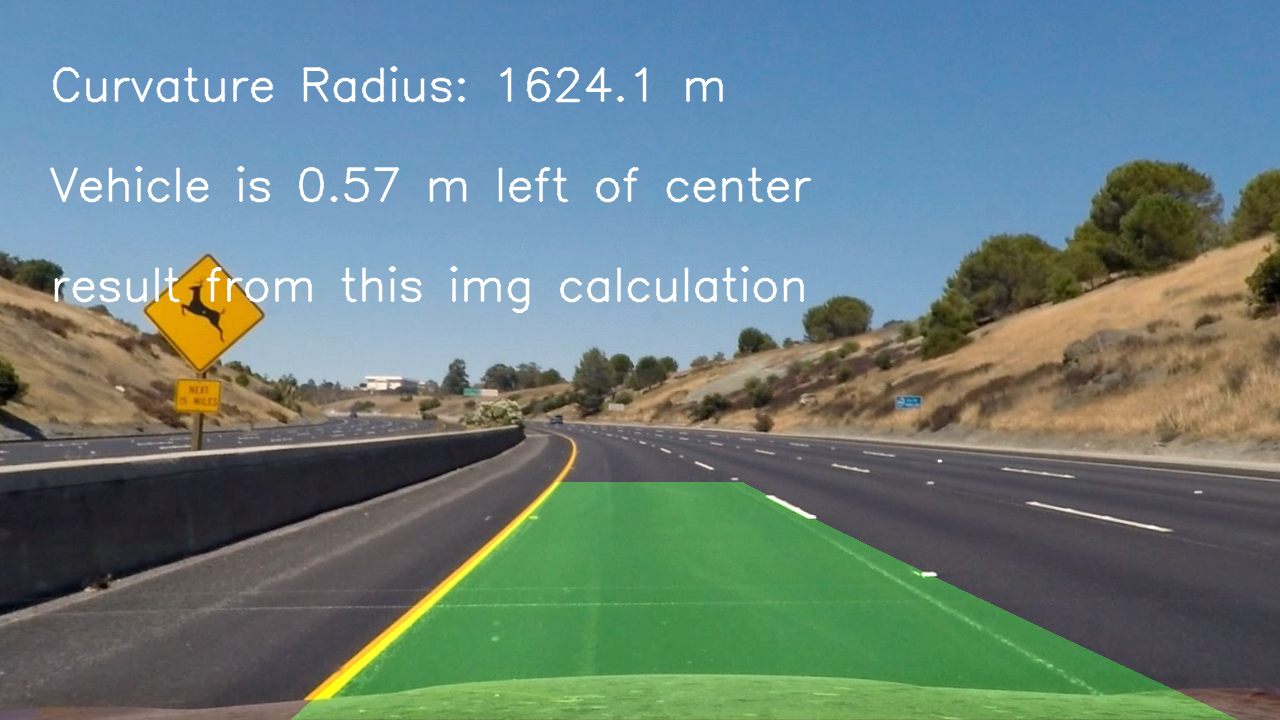 Curvature Radius: 1624.1 m
Vehicle is 0.57 m left of center
result from this img calculation
NEXT
15 MILES